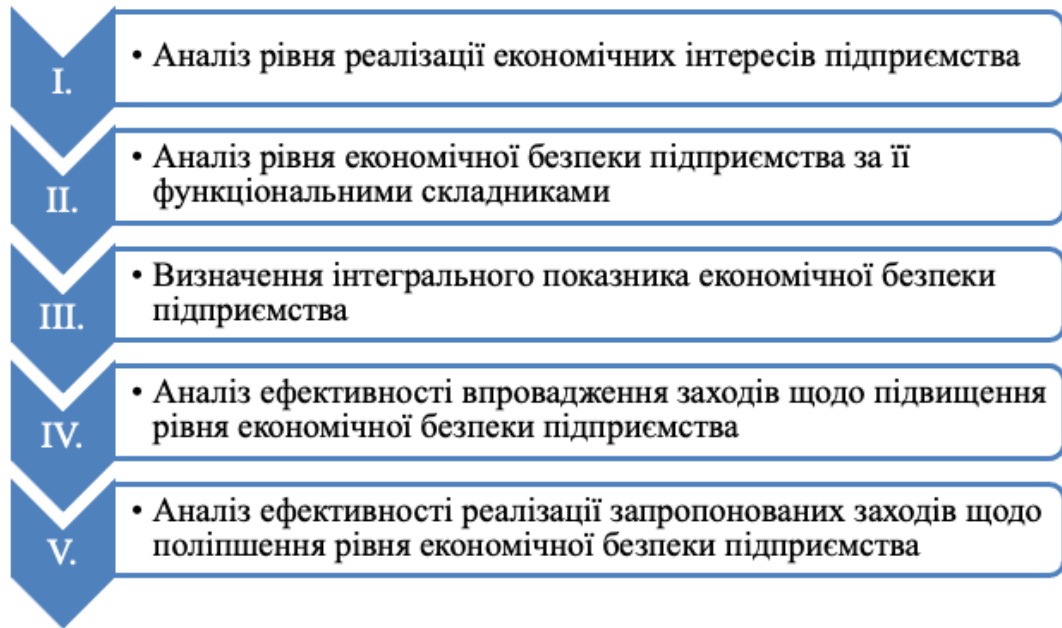 I.
• Аналіз рівня реалізації економічних інтересів підприємства
II.
• Аналіз рівня економічної безпеки підприємства за її
функціональними складниками
III.
• Визначення інтегрального показника економічної безпеки
підприємства
IV.
• Аналіз ефективності впровадження заходів щодо підвищення
рівня економічної безпеки підприємства
V.
• Аналіз ефективності реалізації запропонованих заходів щодо
поліпшення рівня економічної безпеки підприємства